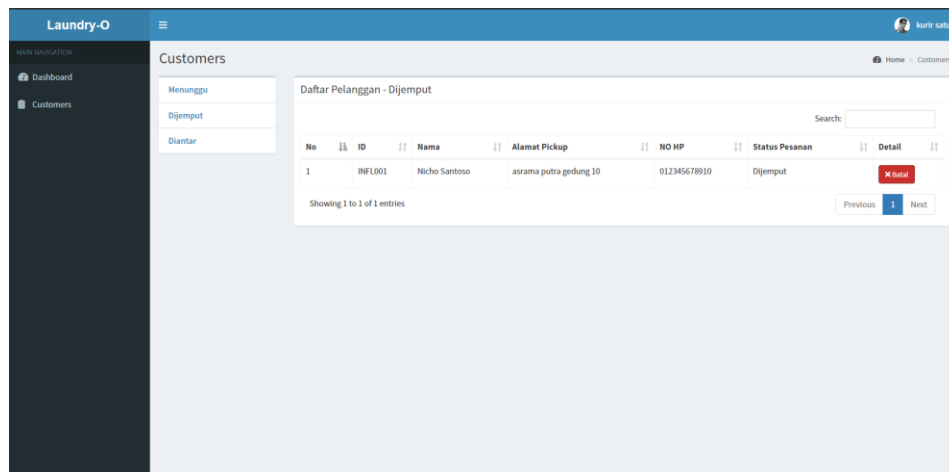 Laundry-O
kurir satu
MAIN NAVIGATION
Dashboard
Customers
Customers
Home > Customers
Menunggu
Dijemput
Diantar
Daftar Pelanggan - Dijemput
Search:
No ID Nama Alamat Pickup NO HP Status Pesanan Detail
1 INFL001 Nicho Santoso asrama putra gedung 10 012345678910 Dijemput Batal
Showing 1 to 1 of 1 entries
Previous 1 Next